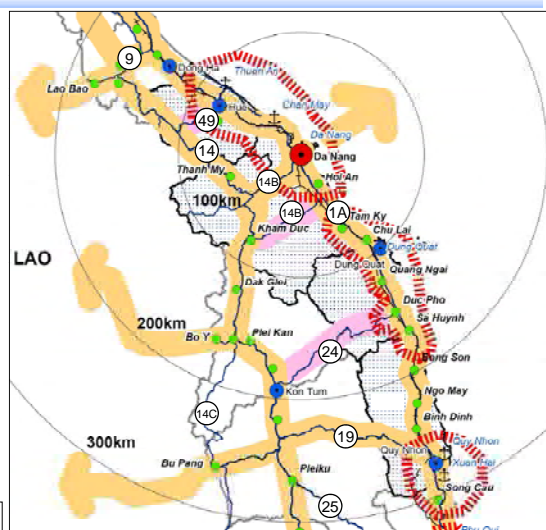 9
Dong Ha
Thuen An
Lao Bao
Hue
Chan May
49
Da Nang
14
Da Nang
Thanh My
14B
Hoi An
100km
14B
1A
Tam Ky
Kham Duc
Chu Lai
Dung Quat
LAO
Dung Quat
Quang Ngai
Dak Glei
Duc Pho
Sa Huynh
200km
Bo Y
Plei Kan
24
Bong Son
Kon Tum
Ngo May
14C
Binh Dinh
19
300km
Quy Nhon
Quy Nhon
Xuan Hai
Bu Pang
Pleiku
Song Cau
25